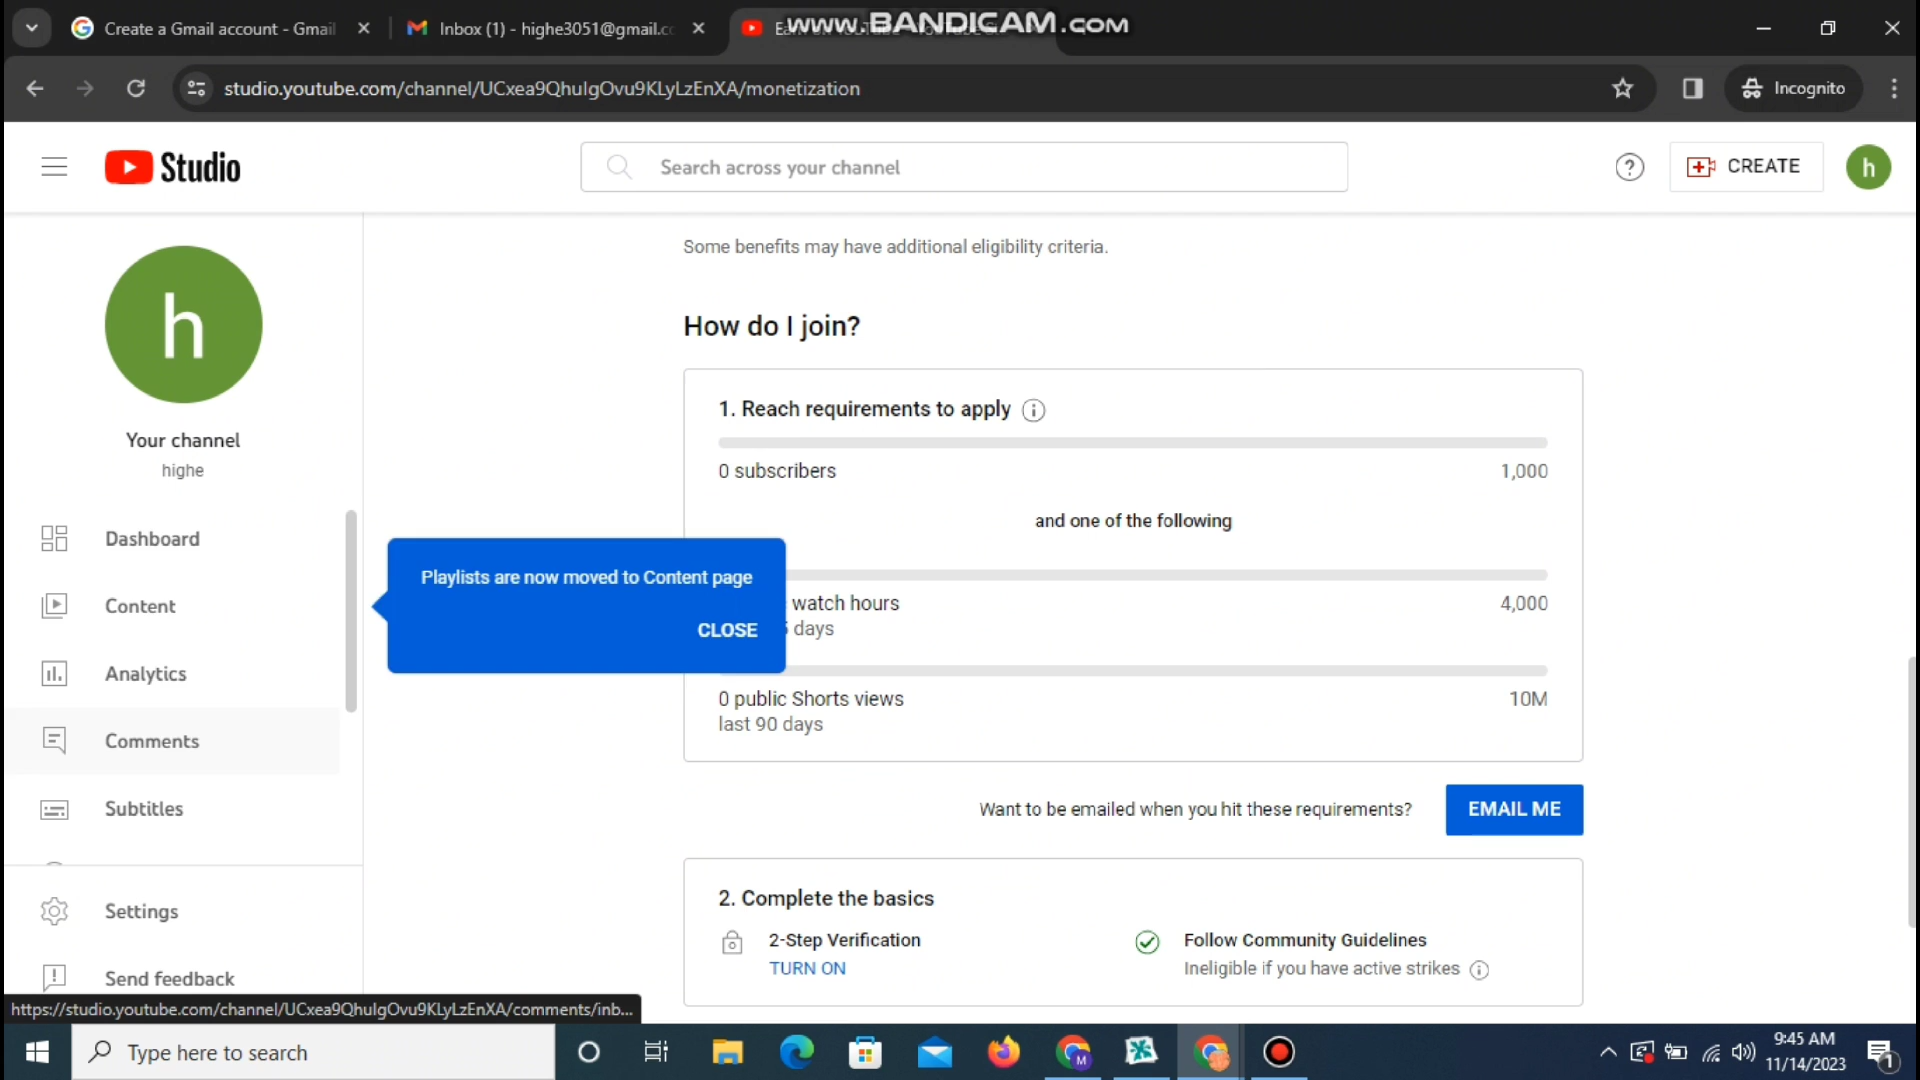 Create a Gmail account - Gmail
Inbox (1) - highe3051@gmail.cc
www.BANDICAM.com
studio.youtube.com/channel/UCxea9QhuIgOvu9KLyLzEnXA/monetization
Incognito
Studio
Search across your channel
CREATE
h
Some benefits may have additional eligibility criteria.
h
How do I join?
1. Reach requirements to apply
0 subscribers
1,000
Your channel
highe
and one of the following
Dashboard
Playlists are now moved to Content page
CLOSE
watch hours
4,000
days
Content
Analytics
0 public Shorts views
10M
last 90 days
Comments
Subtitles
Want to be emailed when you hit these requirements?
EMAIL ME
2. Complete the basics
Settings
2-Step Verification
TURN ON
Follow Community Guidelines
Ineligible if you have active strikes
Send feedback
https://studio.youtube.com/channel/UCxea9QhuIgOvu9KLyLzEnXA/comments/inb...
Type here to search
M
9:45 AM
11/14/2023
1